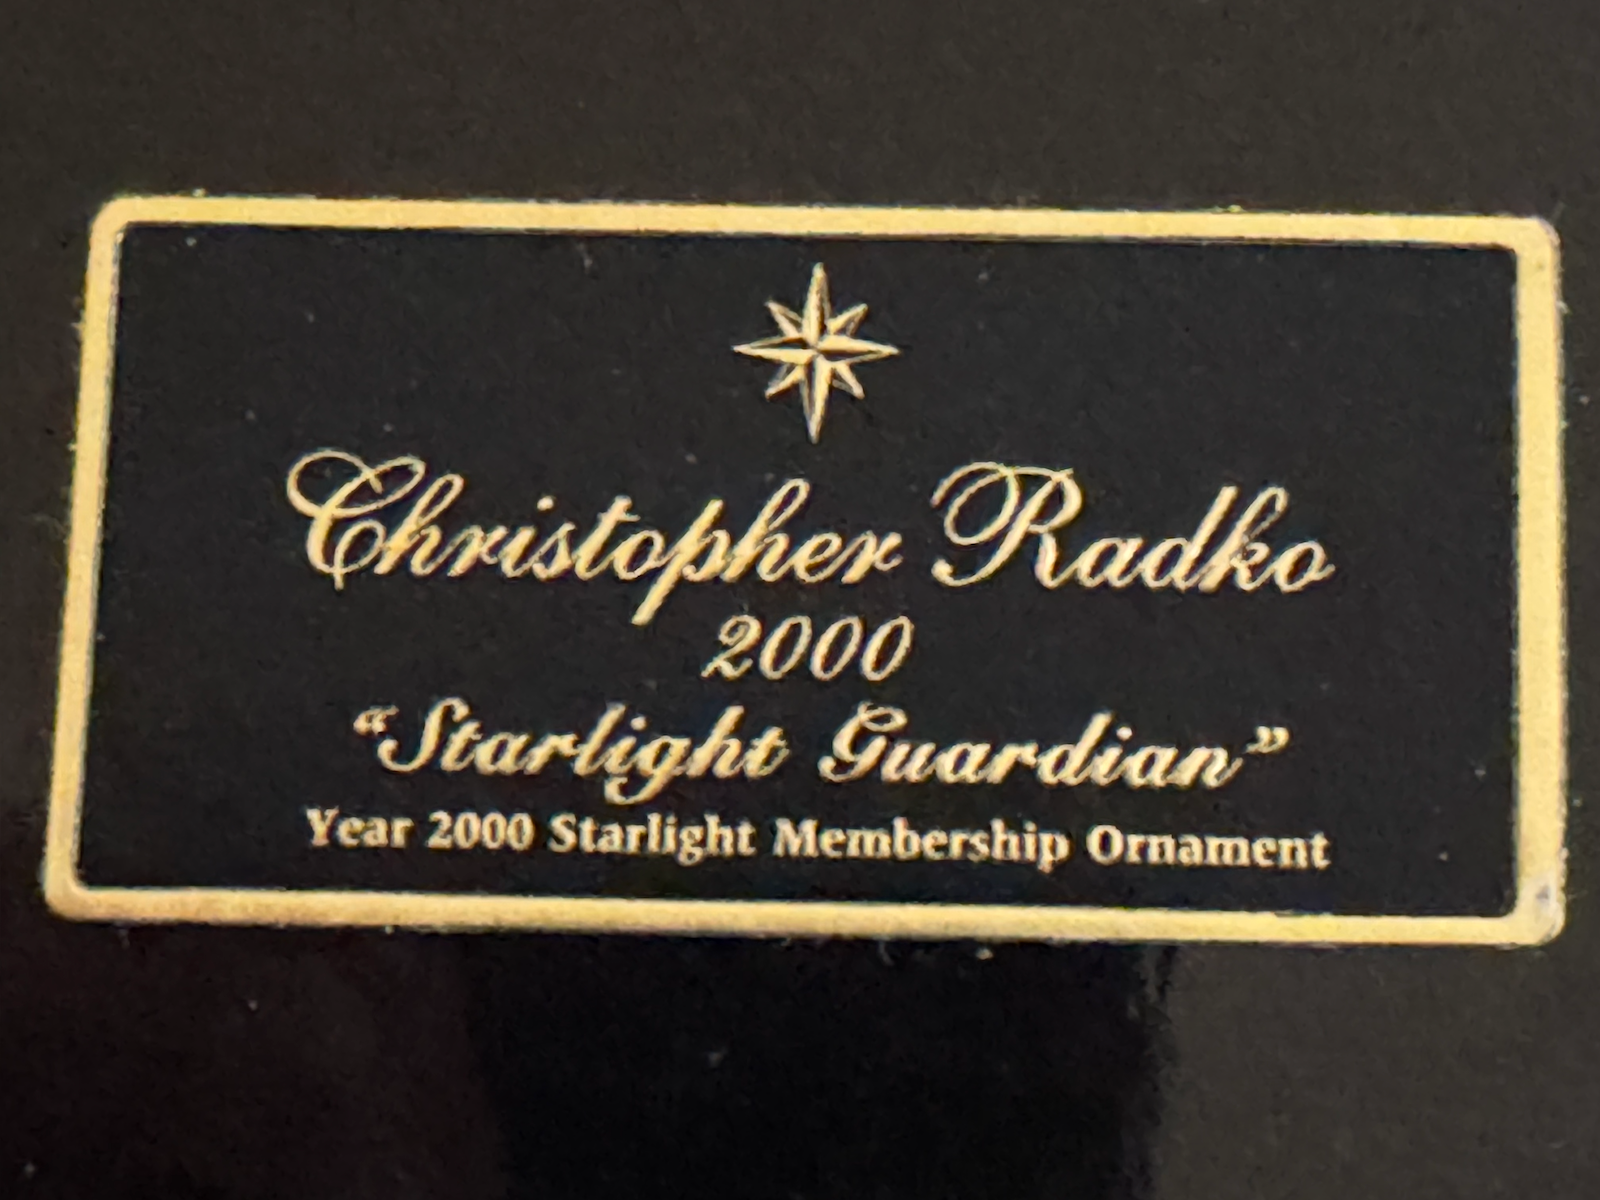 Christopher Radko
2000
“Starlight Guardian”
Year 2000 Starlight Membership Ornament